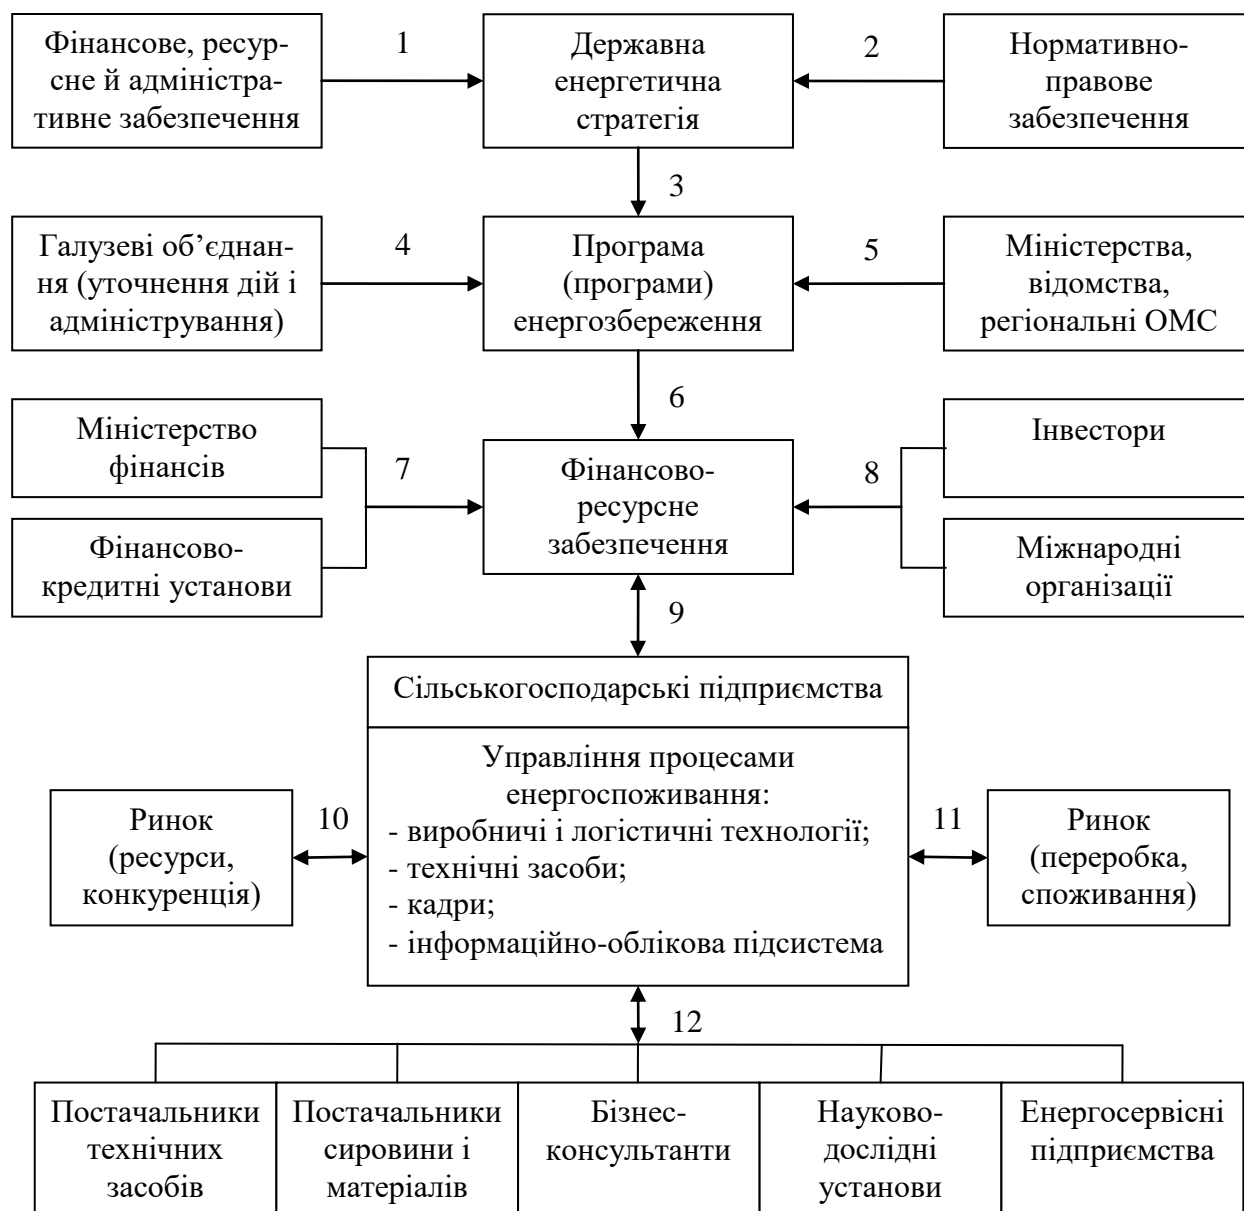 Фінансове, ресур-
сне й адміністра-
тивне забезпечення
1
Державна
енергетична
стратегія
2
Нормативно-
правове
забезпечення
3
Галузеві об’єднан-
ня (уточнення дій і
адміністрування)
4
Програма
(програми)
енергозбереження
5
Міністерства,
відомства,
регіональні ОМС
6
Міністерство
фінансів
Фінансово-
кредитні установи
7
Фінансово-
ресурсне
забезпечення
8
Інвестори
Міжнародні
організації
9
Сільськогосподарські підприємства
Управління процесами
енергоспоживання:
- виробничі і логістичні технології;
- технічні засоби;
- кадри;
- інформаційно-облікова підсистема
Ринок
(ресурси,
конкуренція)
10
11
Ринок
(переробка,
споживання)
12
Постачальники
технічних
засобів
Постачальники
сировини і
матеріалів
Бізнес-
консультанти
Науково-
дослідні
установи
Енергосервісні
підприємства